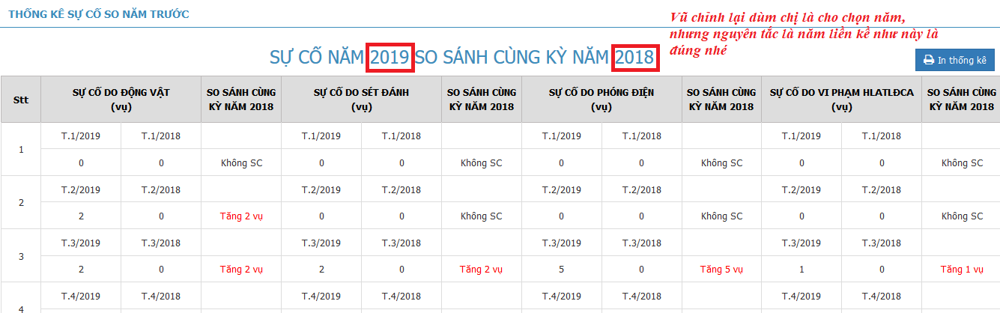 THỐNG KÊ SỰ CỐ SO NĂM TRƯỚC
Vũ chỉnh lại dùm chị là cho chọn năm,
nhưng nguyên tắc là năm liền kề như này là
đúng nhé
SỰ CỐ NĂM 2019 SO SÁNH CÙNG KỲ NĂM 2018
In thống kê
Stt
SỰ CỐ DO ĐỘNG VẬT
(vụ)
SO SÁNH CÙNG
KỲ NĂM 2018
SỰ CỐ DO SÉT ĐÁNH
(vụ)
SO SÁNH CÙNG
KỲ NĂM 2018
SỰ CỐ DO PHÓNG ĐIỆN
(vụ)
SO SÁNH CÙNG
KỲ NĂM 2018
SỰ CỐ DO VI PHẠM HLATLĐCA
(vụ)
SO SÁNH CÙNG
KỲ NĂM 2018
1
T.1/2019 T.1/2018 T.1/2019 T.1/2018 T.1/2019 T.1/2018 T.1/2019 T.1/2018
0 0 Không SC 0 0 Không SC 0 0 Không SC 0 0 Không SC
2
T.2/2019 T.2/2018 T.2/2019 T.2/2018 T.2/2019 T.2/2018 T.2/2019 T.2/2018
2 0 Tăng 2 vụ 0 0 Không SC 0 0 Không SC 0 0 Không SC
3
T.3/2019 T.3/2018 T.3/2019 T.3/2018 T.3/2019 T.3/2018 T.3/2019 T.3/2018
2 0 Tăng 2 vụ 2 0 Tăng 2 vụ 5 0 Tăng 5 vụ 1 0 Tăng 1 vụ
4
T.4/2019 T.4/2018 T.4/2019 T.4/2018 T.4/2019 T.4/2018 T.4/2019 T.4/2018